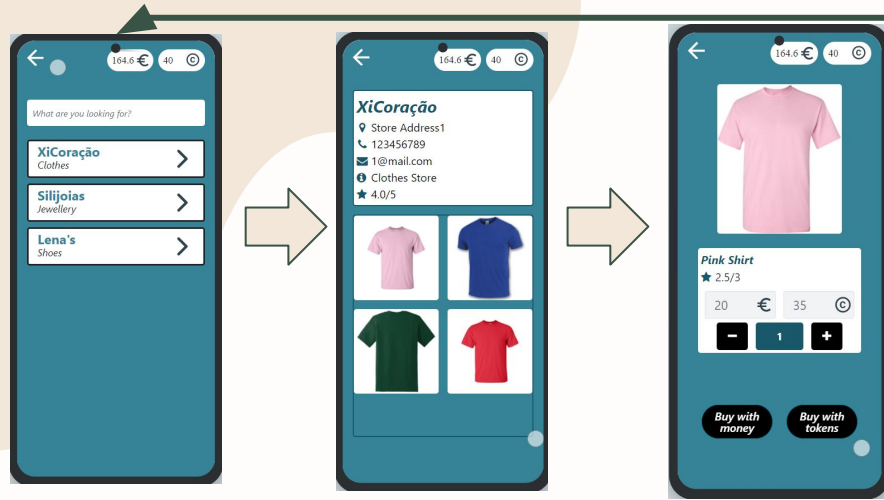 164.6 € 40 ©
What are you looking for?
XiCoração
Clothes
Silijoias
Jewellery
Lena's
Shoes
164.6 € 40 ©
XiCoração
Store Address1
123456789
1@mail.com
Clothes Store
4.0/5
164.6 € 40 ©
Pink Shirt
2.5/3
20 € 35 ©
- 1 +
Buy with
money
Buy with
tokens